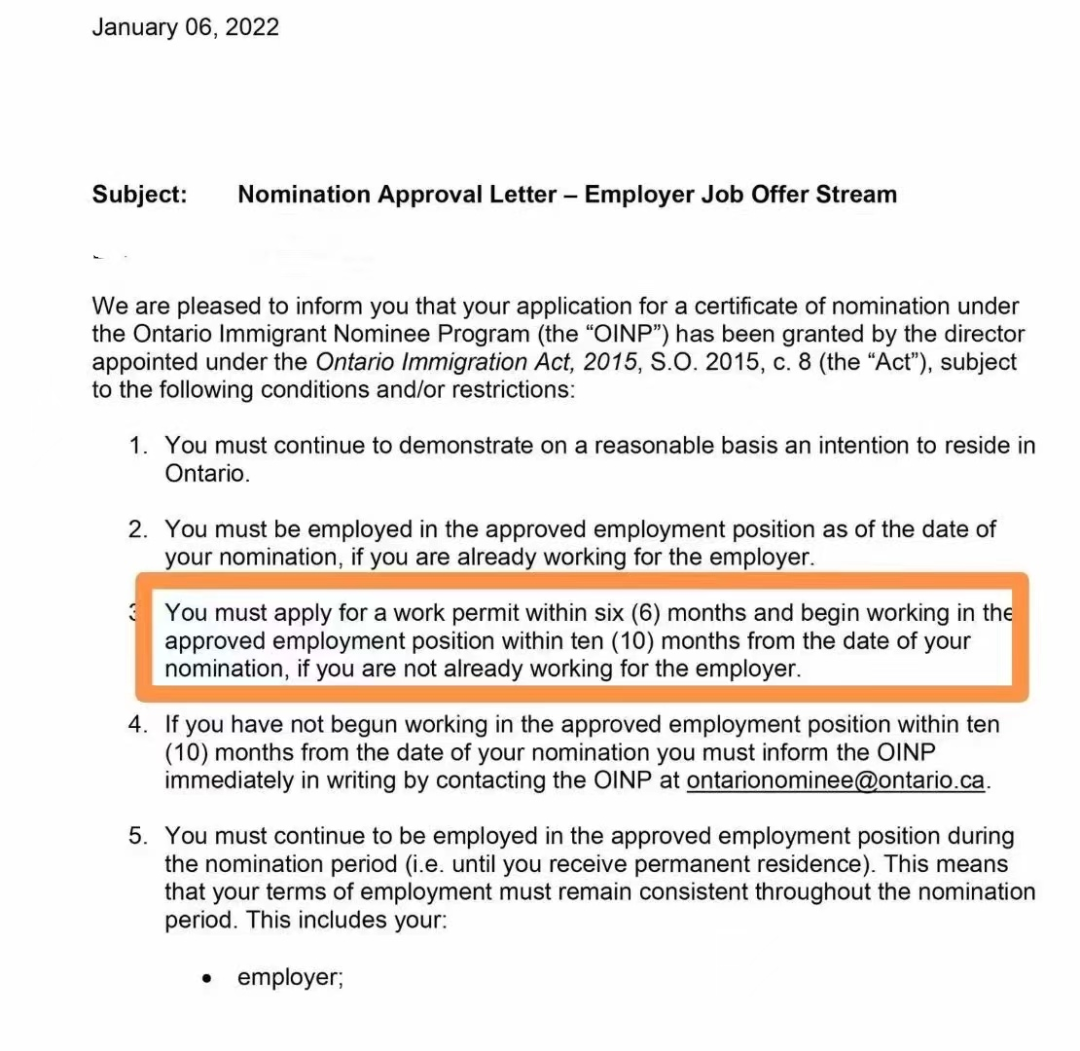 January 06, 2022
Subject: Nomination Approval Letter – Employer Job Offer Stream
We are pleased to inform you that your application for a certificate of nomination under
the Ontario Immigrant Nominee Program (the “OINP”) has been granted by the director
appointed under the Ontario Immigration Act, 2015, S.O. 2015, c. 8 (the “Act”), subject
to the following conditions and/or restrictions:
1. You must continue to demonstrate on a reasonable basis an intention to reside in
Ontario.
2. You must be employed in the approved employment position as of the date of
your nomination, if you are already working for the employer.
3 You must apply for a work permit within six (6) months and begin working in the
approved employment position within ten (10) months from the date of your
nomination, if you are not already working for the employer.
4. If you have not begun working in the approved employment position within ten
(10) months from the date of your nomination you must inform the OINP
immediately in writing by contacting the OINP at ontarionominee@ontario.ca.
5. You must continue to be employed in the approved employment position during
the nomination period (i.e. until you receive permanent residence). This means
that your terms of employment must remain consistent throughout the nomination
period. This includes your:
• employer;